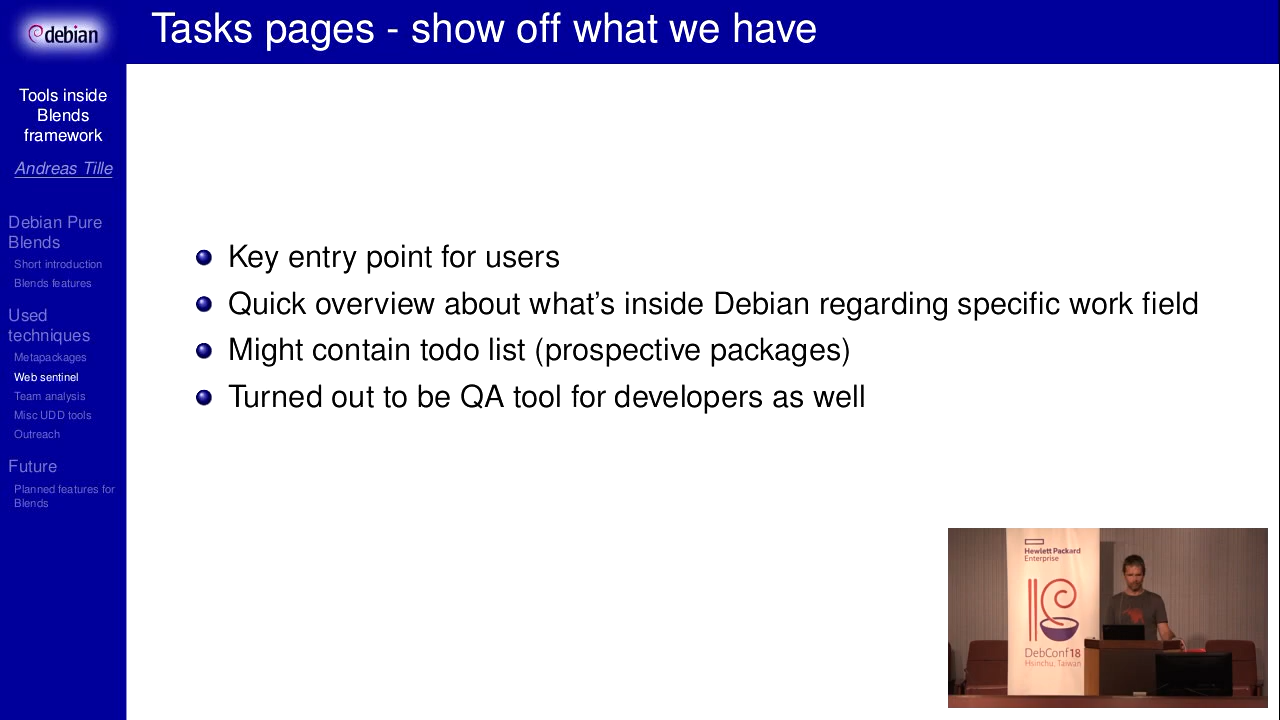 debian
Tasks pages - show off what we have
Tools inside
Blends
framework
Andreas Tille
Debian Pure
Blends
Short introduction
Blends features
Used
techniques
Metapackages
Web sentinel
Team analysis
Misc UDD tools
Outreach
Future
Planned features for
Blends
Key entry point for users
Quick overview about what's inside Debian regarding specific work field
Might contain todo list (prospective packages)
Turned out to be QA tool for developers as well
Hewlett Packard
Enterprise
DebConf18
Hsinchu, Taiwan